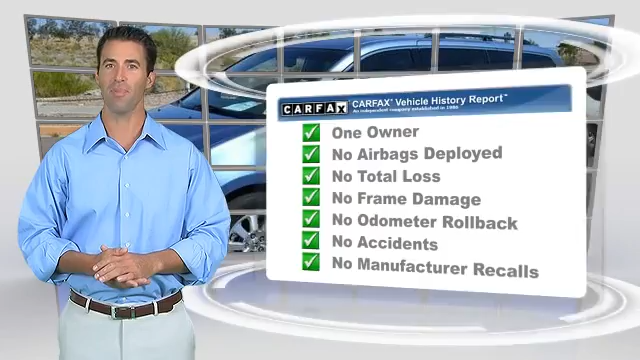 CARFAX CARFAX Vehicle History Report™
An independent company established in 1986
One Owner
No Airbags Deployed
No Total Loss
No Frame Damage
No Odometer Rollback
No Accidents
No Manufacturer Recalls